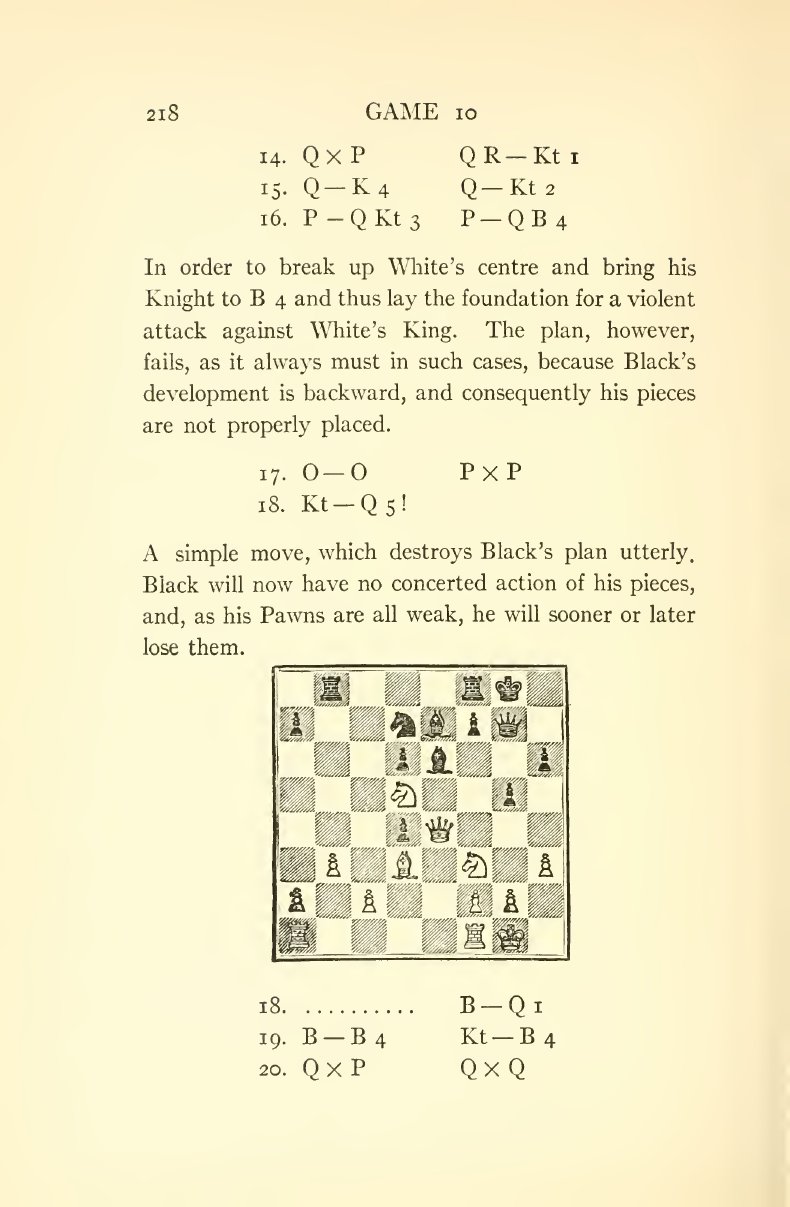 218 GAME 10
14. Q × P Q R — Kt 1
15. Q — K 4 Q — Kt 2
16. P — Q Kt 3 P — Q B 4
In order to break up White's centre and bring his
Knight to B 4 and thus lay the foundation for a violent
attack against White's King. The plan, however,
fails, as it always must in such cases, because Black's
development is backward, and consequently his pieces
are not properly placed.
17. O — O P × P
18. Kt — Q 5 !
A simple move, which destroys Black's plan utterly.
Black will now have no concerted action of his pieces,
and, as his Pawns are all weak, he will sooner or later
lose them.
18. .......... B — Q 1
19. B — B 4 Kt — B 4
20. Q × P Q × Q